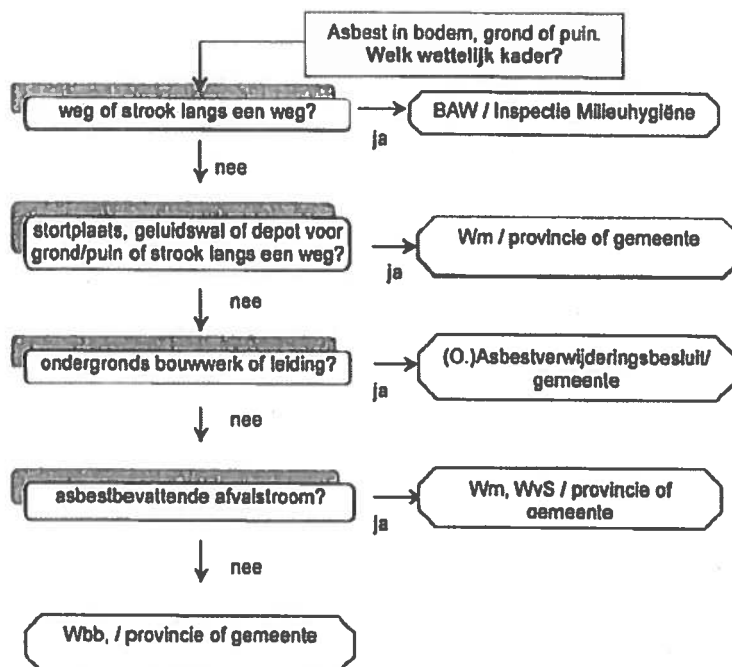 Asbest in bodem, grond of puin.
Welk wettelijk kader?
weg of strook langs een weg?
ja
BAW / Inspectie Milieuhygiëne
nee
stortplaats, geluidswal of depot voor
grond/puin of strook langs een weg?
ja
Wm / provincie of gemeente
nee
ondergronds bouwwerk of leiding?
ja
(O.)Asbestverwijderingsbesluit/
gemeente
nee
asbestbevattende afvalstroom?
ja
Wm, WvS / provincie of
gemeente
nee
Wbb, / provincie of gemeente